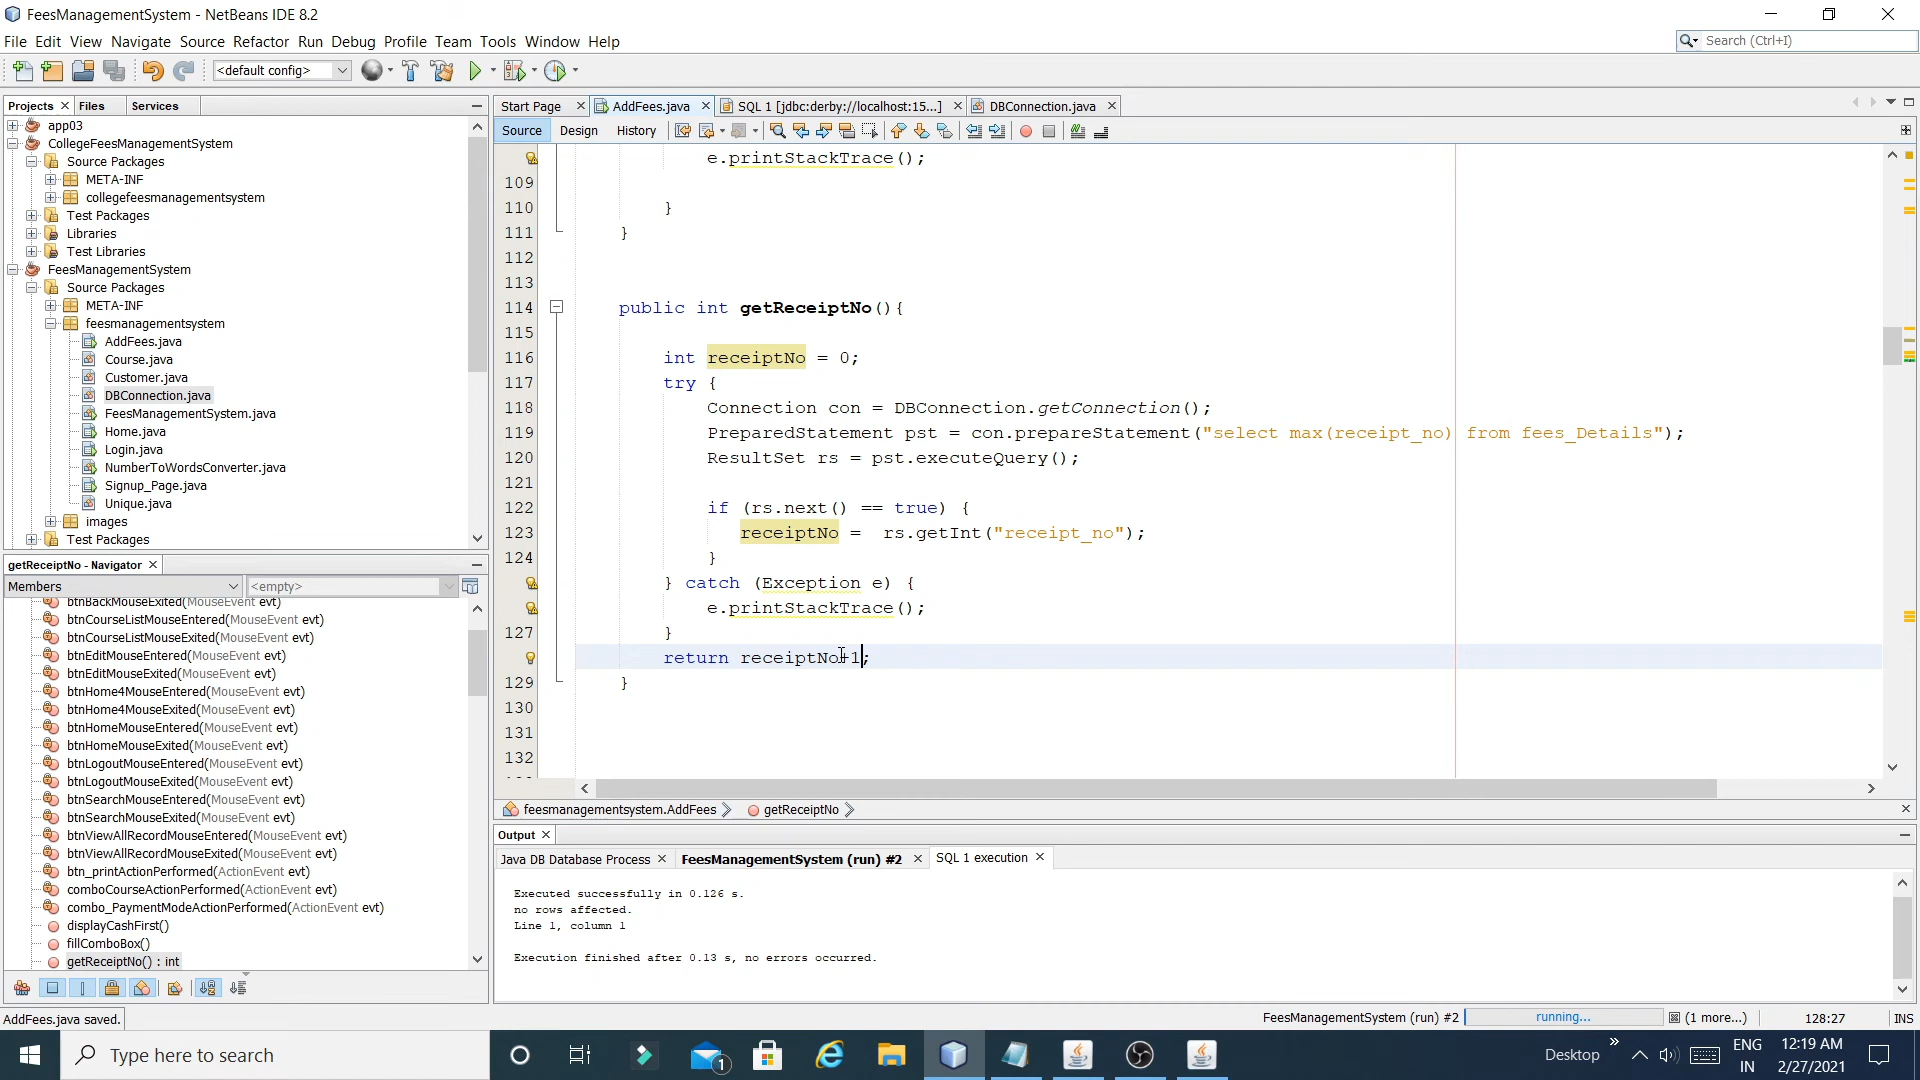 FeesManagementSystem - NetBeans IDE 8.2
File Edit View Navigate Source Refactor Run Debug Profile Team Tools Window Help
Search (Ctrl+I)
<default config>
Projects Files Services
app03
CollegeFeesManagementSystem
Source Packages
META-INF
collegefeesmanagementsystem
Test Packages
Libraries
Test Libraries
FeesManagementSystem
Source Packages
META-INF
feesmanagementsystem
AddFees.java
Course.java
Customer.java
DBConnection.java
FeesManagementSystem.java
Home.java
Login.java
NumberToWordsConverter.java
Signup_Page.java
Unique.java
images
Test Packages
getReceiptNo - Navigator
Members <empty>
btnBackMouseExited(MouseEvent evt)
btnCourseListMouseEntered(MouseEvent evt)
btnCourseListMouseExited(MouseEvent evt)
btnEditMouseEntered(MouseEvent evt)
btnEditMouseExited(MouseEvent evt)
btnHome4MouseEntered(MouseEvent evt)
btnHome4MouseExited(MouseEvent evt)
btnHomeMouseEntered(MouseEvent evt)
btnHomeMouseExited(MouseEvent evt)
btnLogoutMouseEntered(MouseEvent evt)
btnLogoutMouseExited(MouseEvent evt)
btnSearchMouseEntered(MouseEvent evt)
btnSearchMouseExited(MouseEvent evt)
btnViewAllRecordMouseEntered(MouseEvent evt)
btnViewAllRecordMouseExited(MouseEvent evt)
btn_printActionPerformed(ActionEvent evt)
comboCourseActionPerformed(ActionEvent evt)
combo_PaymentModeActionPerformed(ActionEvent evt)
displayCashFirst()
fillComboBox()
getReceiptNo() : int
Start Page AddFees.java SQL 1 [jdbc:derby://localhost:15...] DBConnection.java
Source Design History
e.printStackTrace();
109
110 }
111 }
112
113
114 public int getReceiptNo(){
115
116 int receiptNo = 0;
117 try {
118 Connection con = DBConnection.getConnection();
119 PreparedStatement pst = con.prepareStatement("select max(receipt_no) from fees_Details");
120 ResultSet rs = pst.executeQuery();
121
122 if (rs.next() == true) {
123 receiptNo = rs.getInt("receipt_no");
124 }
} catch (Exception e) {
e.printStackTrace();
127 }
return receiptNo+1;
129 }
130
131
132
feesmanagementsystem.AddFees getReceiptNo
Output
Java DB Database Process FeesManagementSystem (run) #2 SQL 1 execution
Executed successfully in 0.126 s.
no rows affected.
Line 1, column 1
Execution finished after 0.13 s, no errors occurred.
AddFees.java saved.
FeesManagementSystem (run) #2 running... (1 more...) 128:27 INS
Type here to search
1
Desktop
ENG
IN
12:19 AM
2/27/2021